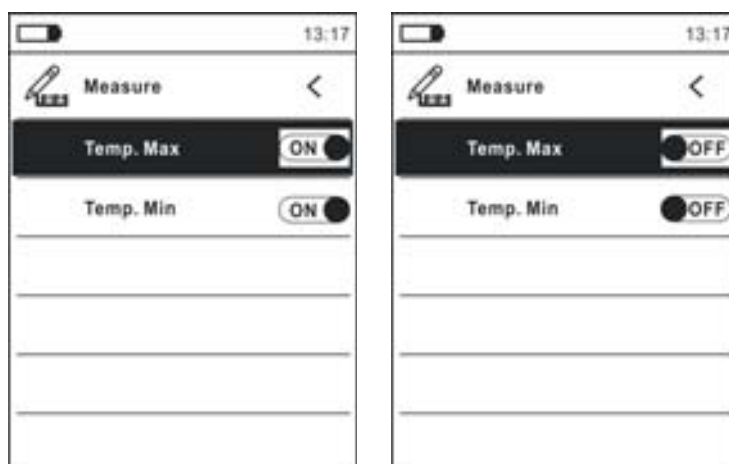 13:17
Measure
Temp. Max ON
Temp. Min ON
13:17
Measure
Temp. Max OFF
Temp. Min OFF